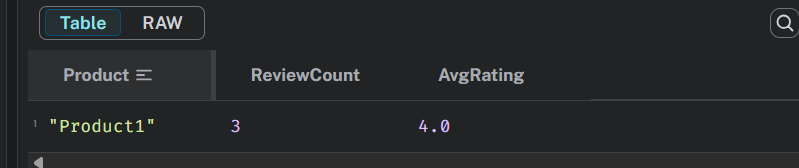 Table RAW
Product ReviewCount AvgRating
1 "Product1" 3 4.0